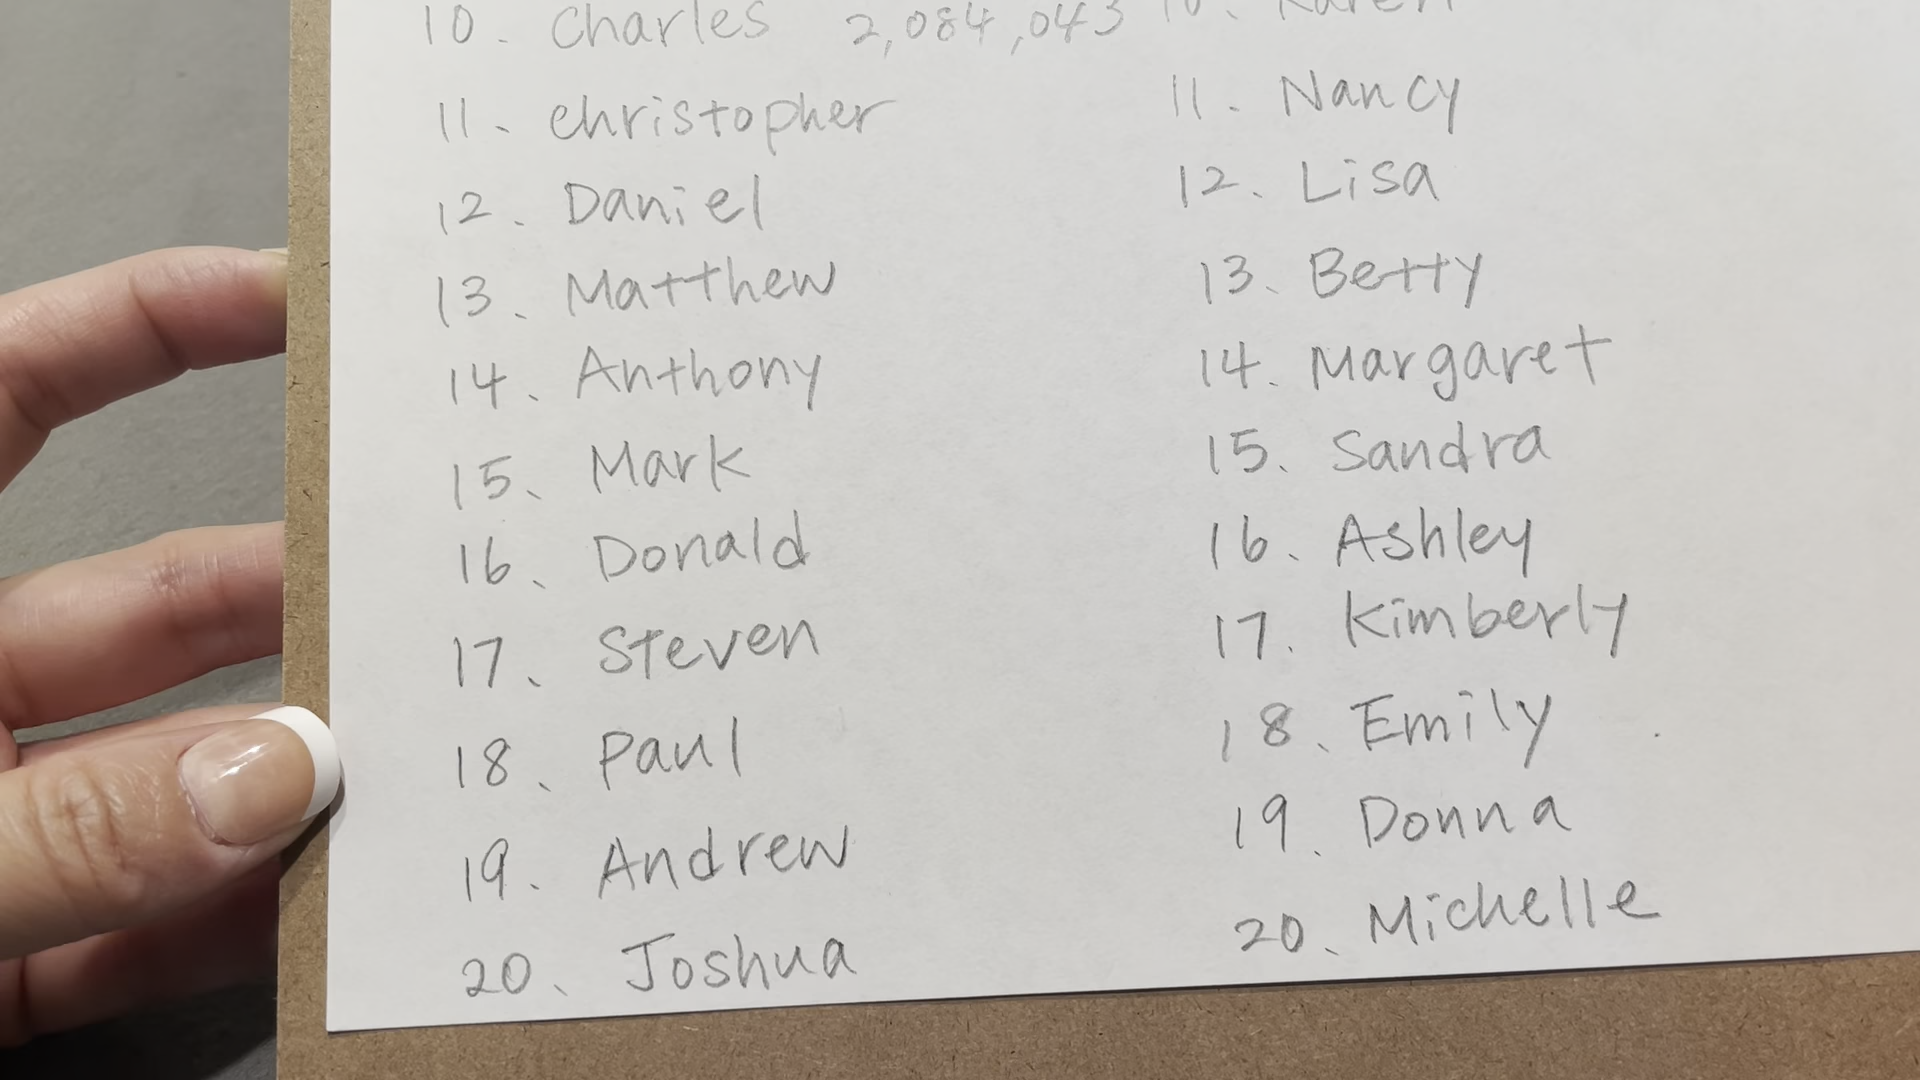 10. Charles 2,084,043 10. Karen
11. christopher 11. Nancy
12. Daniel 12. Lisa
13. Matthew 13. Betty
14. Anthony 14. Margaret
15. Mark 15. Sandra
16. Donald 16. Ashley
17. Steven 17. Kimberly
18. Paul 18. Emily
19. Andrew 19. Donna
20. Joshua 20. Michelle